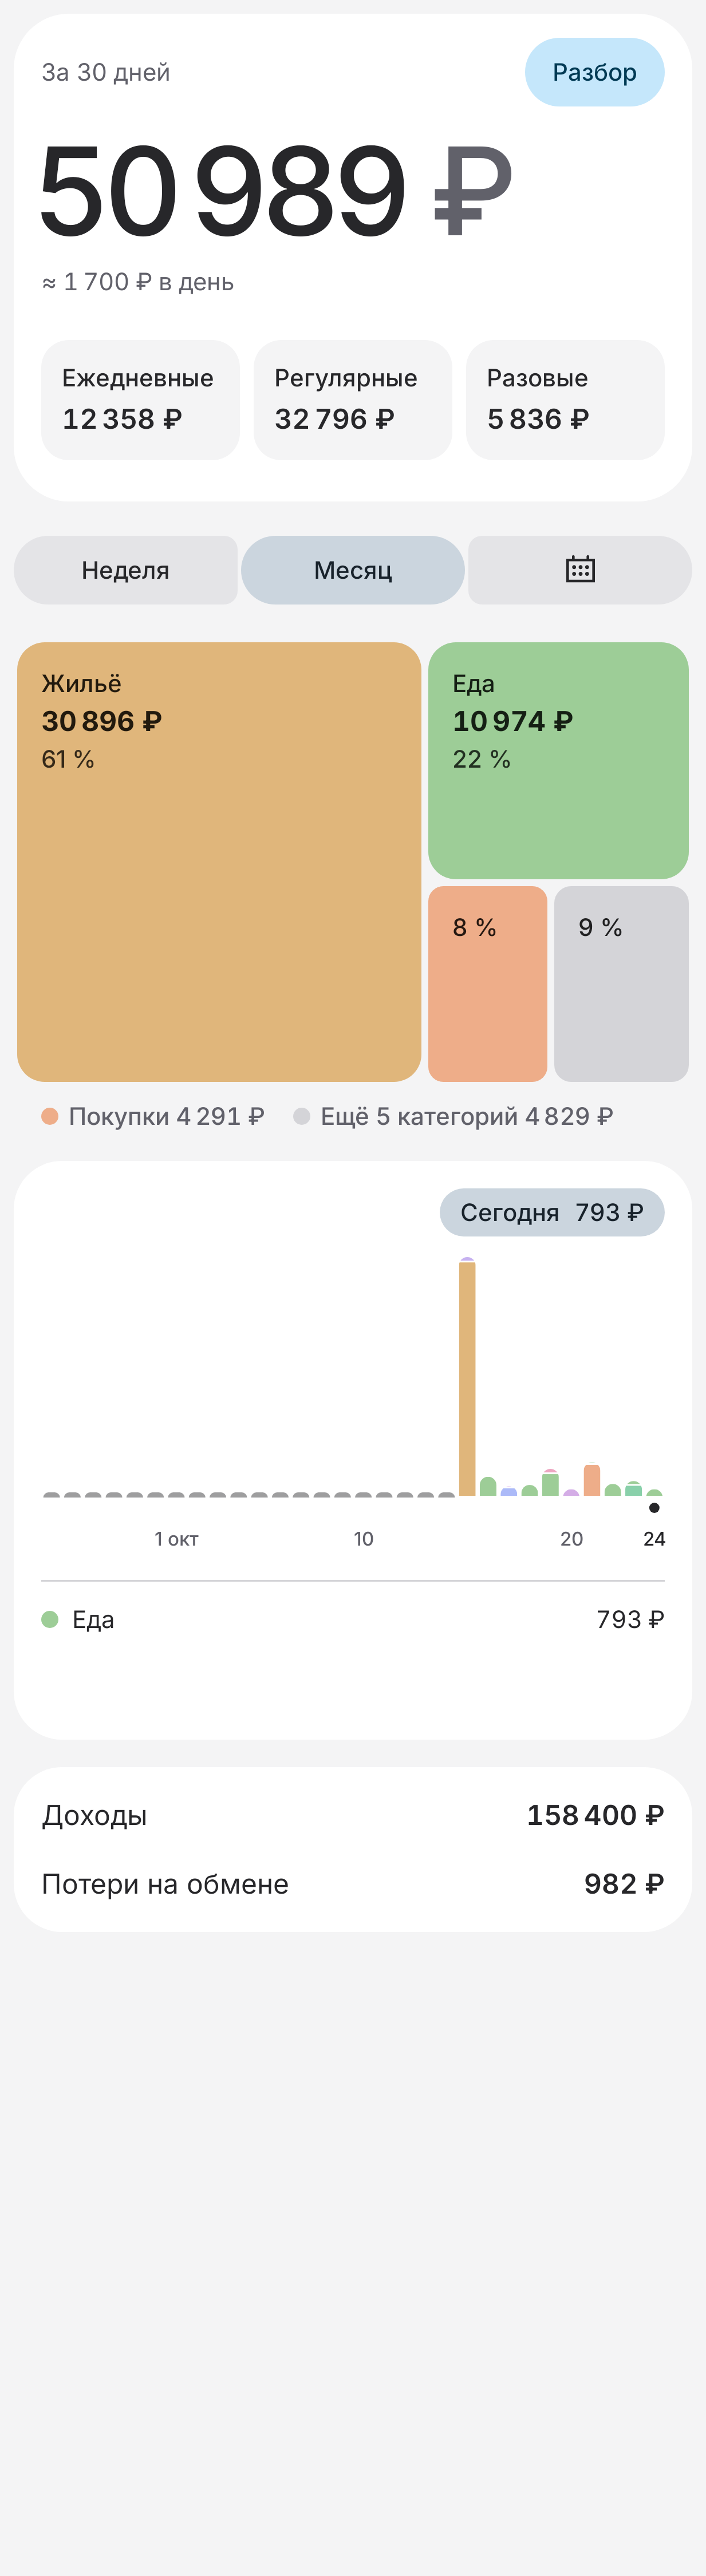 За 30 дней
Разбор
50 989 ₽
≈ 1 700 ₽ в день
Ежедневные
12 358 ₽
Регулярные
32 796 ₽
Разовые
5 836 ₽
Неделя
Месяц
Жильё
30 896 ₽
61 %
Еда
10 974 ₽
22 %
8 %
9 %
Покупки 4 291 ₽
Ещё 5 категорий 4 829 ₽
Сегодня 793 ₽
1 окт
10
20
24
Еда
793 ₽
Доходы
158 400 ₽
Потери на обмене
982 ₽